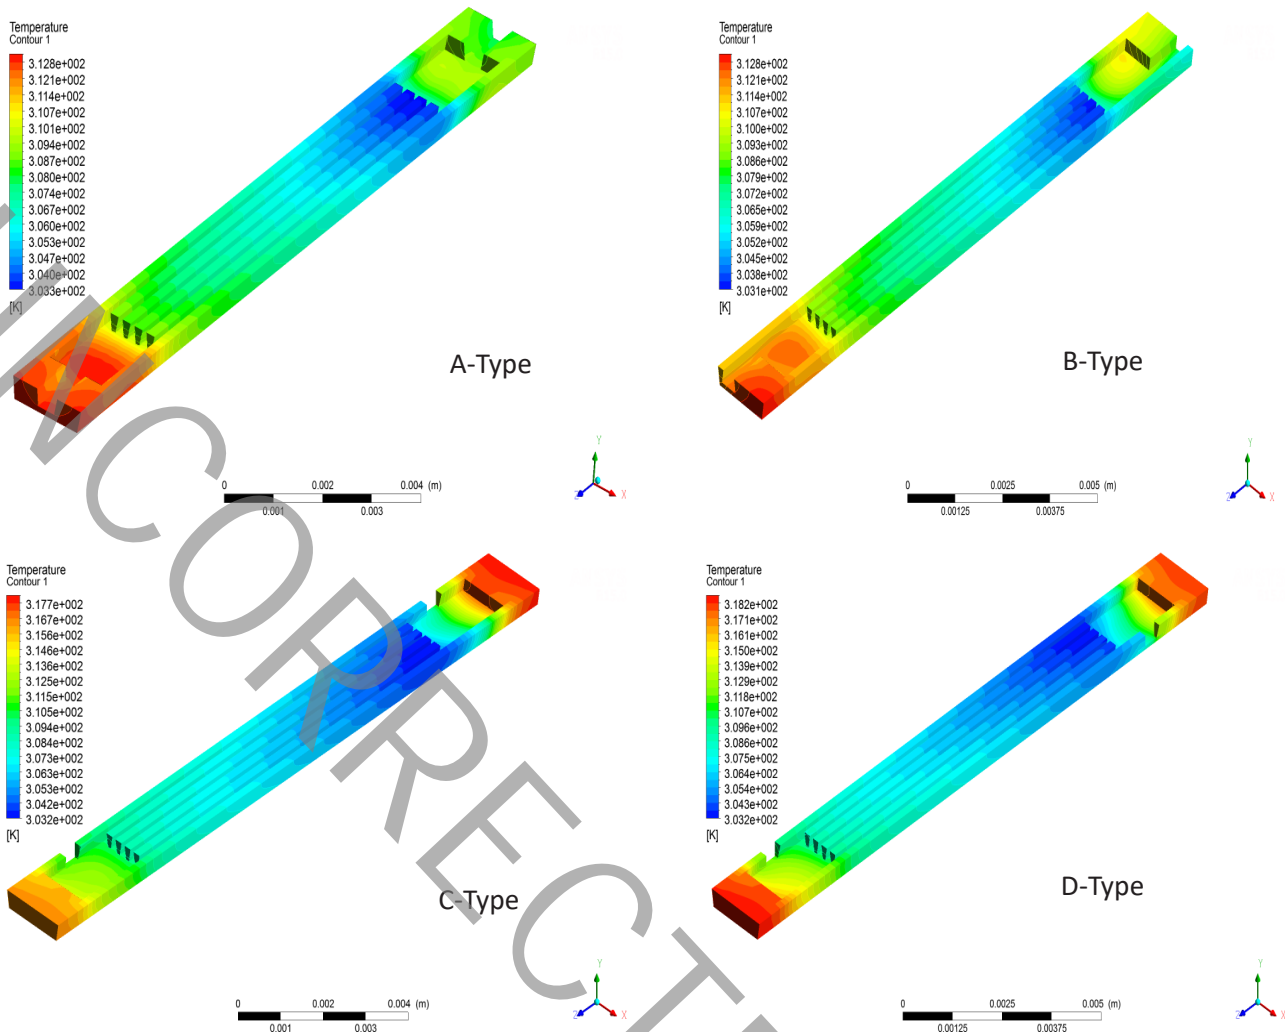 Temperature
Contour 1
3.128e+002
3.121e+002
3.114e+002
3.107e+002
3.101e+002
3.094e+002
3.087e+002
3.080e+002
3.074e+002
3.067e+002
3.060e+002
3.053e+002
3.047e+002
3.040e+002
3.033e+002
[K]
A-Type
0
0.002
0.004 (m)
0.001
0.003
Y
Z
X
Temperature
Contour 1
3.128e+002
3.121e+002
3.114e+002
3.107e+002
3.100e+002
3.093e+002
3.086e+002
3.079e+002
3.072e+002
3.065e+002
3.059e+002
3.052e+002
3.045e+002
3.038e+002
3.031e+002
[K]
B-Type
0
0.0025
0.005 (m)
0.00125
0.00375
Y
Z
X
Temperature
Contour 1
3.177e+002
3.167e+002
3.156e+002
3.146e+002
3.136e+002
3.125e+002
3.115e+002
3.105e+002
3.094e+002
3.084e+002
3.073e+002
3.063e+002
3.053e+002
3.042e+002
3.032e+002
[K]
C-Type
0
0.002
0.004 (m)
0.001
0.003
Y
Z
X
Temperature
Contour 1
3.182e+002
3.171e+002
3.161e+002
3.150e+002
3.139e+002
3.129e+002
3.118e+002
3.107e+002
3.096e+002
3.086e+002
3.075e+002
3.064e+002
3.054e+002
3.043e+002
3.032e+002
[K]
D-Type
0
0.0025
0.005 (m)
0.00125
0.00375
Y
Z
X
NCORRECT